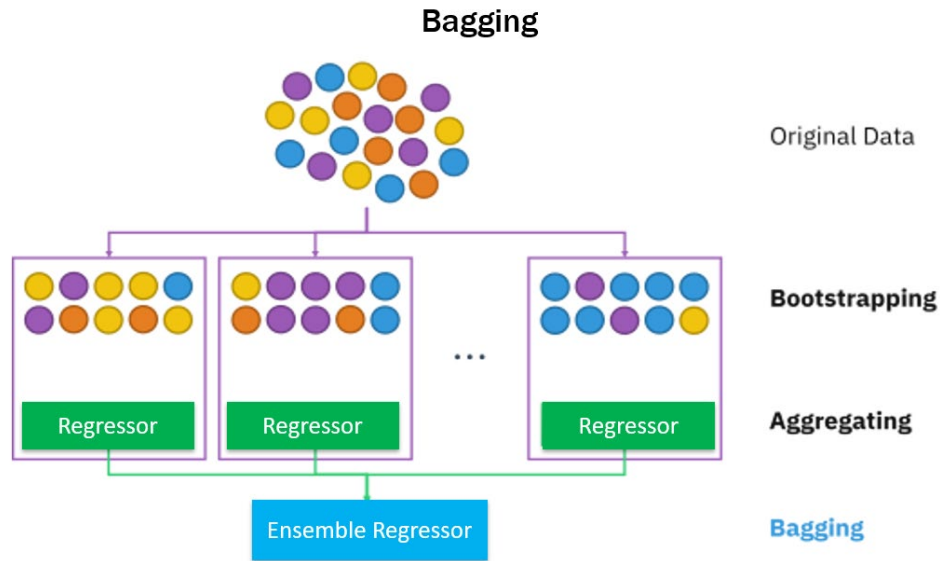 Bagging
Original Data
Bootstrapping
...
Regressor
Regressor
Regressor
Aggregating
Ensemble Regressor
Bagging